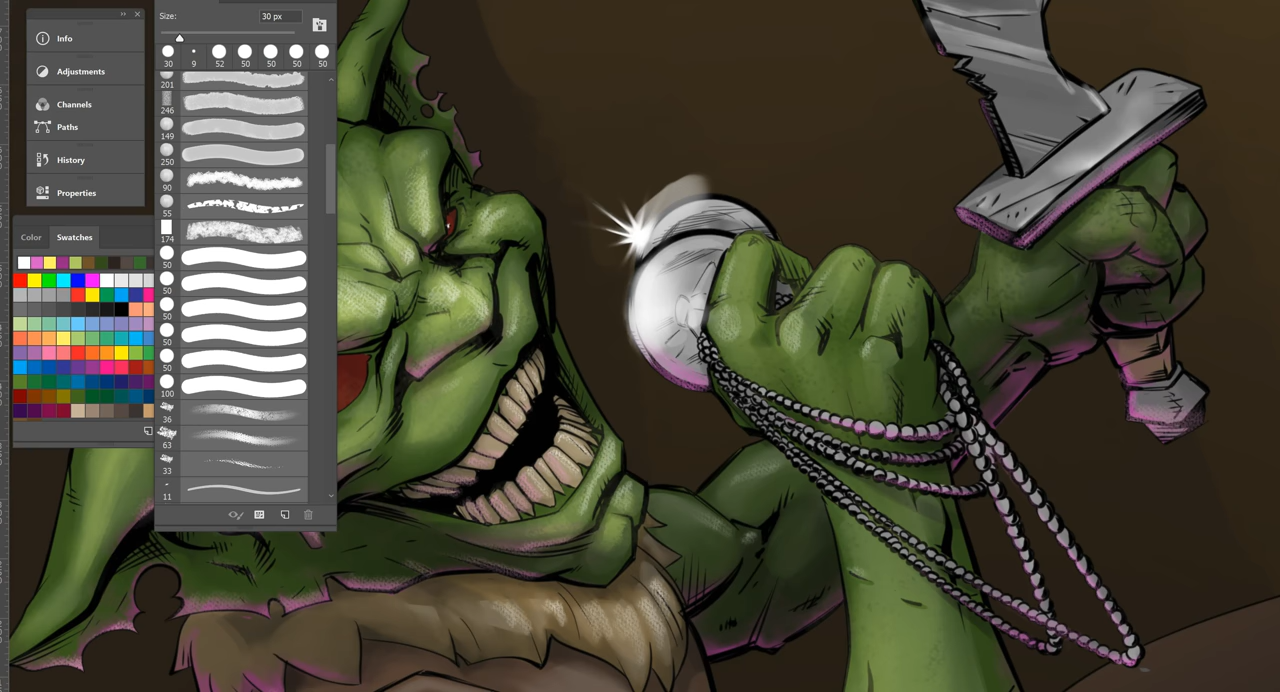 Info
Adjustments
Channels
Paths
History
Properties
Color
Swatches
Size:
30 px
30
9
52
50
50
50
50
201
246
149
250
90
55
174
50
50
50
50
50
100
36
63
33
11